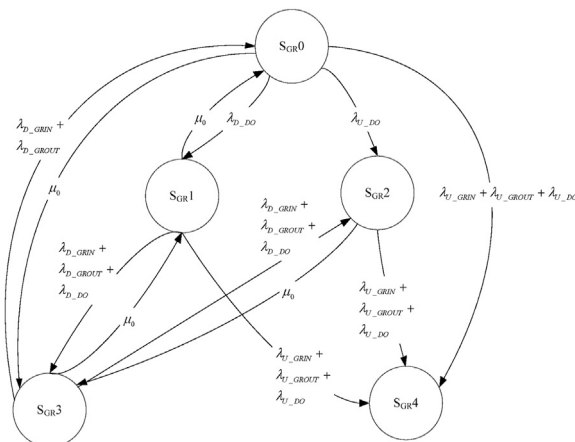 S_GR0
λ_D_GRIN +
λ_D_GROUT
μ_0
λ_D_DO
λ_U_DO
μ_0
S_GR1
S_GR2
λ_U_GRIN + λ_U_GROUT + λ_U_DO
λ_D_GRIN +
λ_D_GROUT +
λ_D_DO
λ_D_GRIN +
λ_D_GROUT +
λ_D_DO
λ_U_GRIN +
λ_U_GROUT +
λ_U_DO
μ_0
μ_0
λ_U_GRIN +
λ_U_GROUT +
λ_U_DO
S_GR3
S_GR4